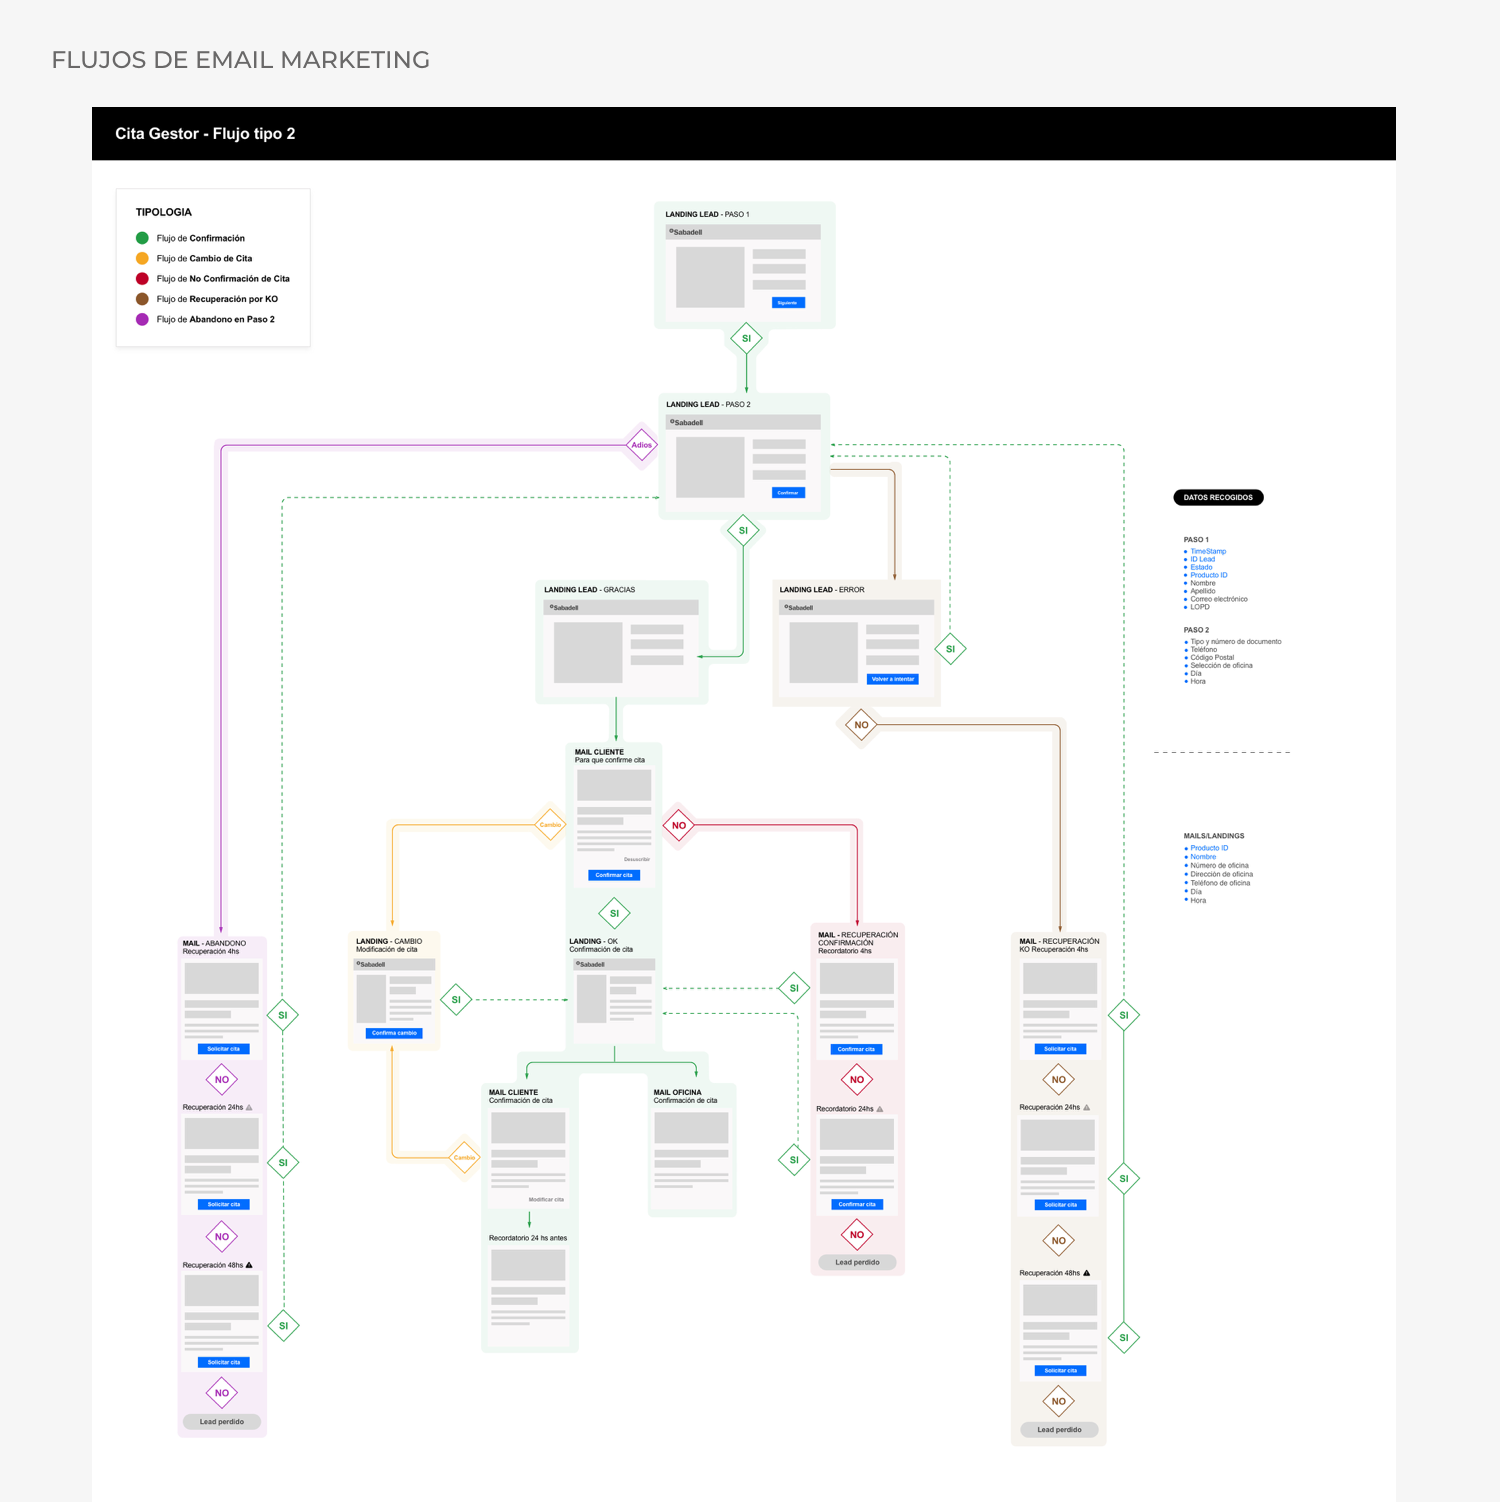 FLUJOS DE EMAIL MARKETING
Cita Gestor - Flujo tipo 2
TIPOLOGIA
Flujo de Confirmación
Flujo de Cambio de Cita
Flujo de No Confirmación de Cita
Flujo de Recuperación por KO
Flujo de Abandono en Paso 2
LANDING LEAD - PASO 1
Sabadell
Siguiente
SI
LANDING LEAD - PASO 2
Sabadell
Confirmar
Adios
SI
LANDING LEAD - GRACIAS
Sabadell
LANDING LEAD - ERROR
Sabadell
Volver a intentar
SI
NO
DATOS RECOGIDOS
PASO 1
TimeStamp
ID Lead
Estado
Producto ID
Nombre
Apellido
Correo electrónico
LOPD
PASO 2
Tipo y número de documento
Teléfono
Código Postal
Selección de oficina
Día
Hora
MAILS/LANDINGS
Producto ID
Nombre
Número de oficina
Dirección de oficina
Teléfono de oficina
Día
Hora
MAIL CLIENTE
Para que confirme cita
Desuscribir
Confirmar cita
Cambio
NO
SI
MAIL - ABANDONO
Recuperación 4hs
Solicitar cita
SI
NO
Recuperación 24hs
Solicitar cita
SI
NO
Recuperación 48hs
Solicitar cita
SI
NO
Lead perdido
LANDING - CAMBIO
Modificación de cita
Sabadell
Confirma cambio
SI
LANDING - OK
Confirmación de cita
Sabadell
MAIL CLIENTE
Confirmación de cita
Modificar cita
Cambio
Recordatorio 24 hs antes
MAIL OFICINA
Confirmación de cita
MAIL - RECUPERACIÓN
CONFIRMACIÓN
Recordatorio 4hs
Confirmar cita
SI
NO
Recordatorio 24hs
Confirmar cita
SI
NO
Lead perdido
MAIL - RECUPERACIÓN
KO Recuperación 4hs
Solicitar cita
SI
NO
Recuperación 24hs
Solicitar cita
SI
NO
Recuperación 48hs
Solicitar cita
SI
NO
Lead perdido